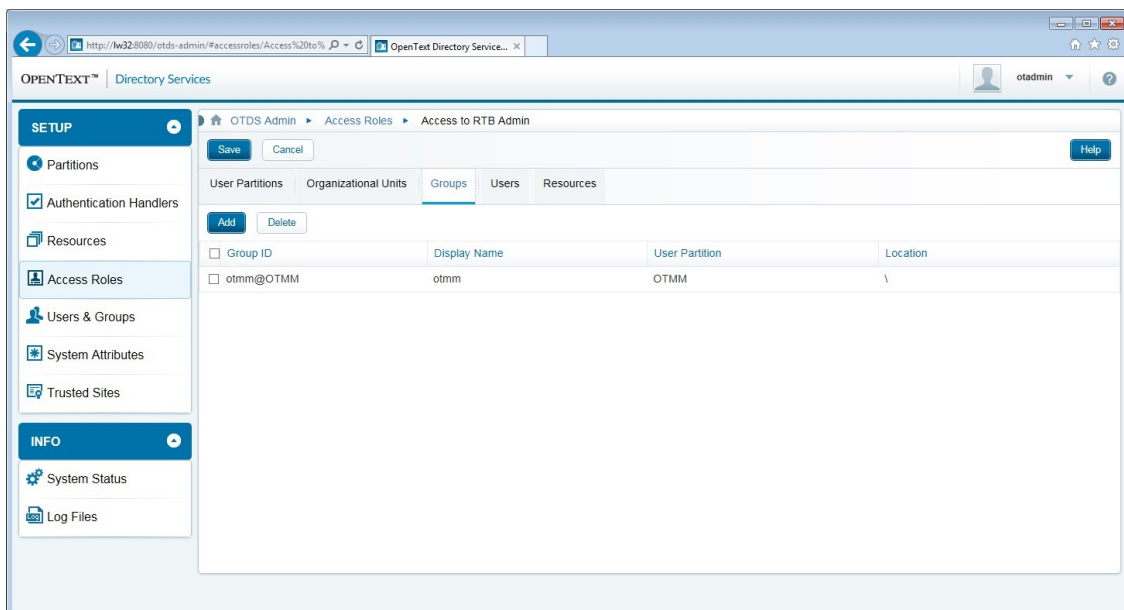 http://lw32:8080/otds-admin/#accessroles/Access%20to%
OpenText Directory Service...
OPENTEXT™ | Directory Services
otadmin
SETUP
Partitions
Authentication Handlers
Resources
Access Roles
Users & Groups
System Attributes
Trusted Sites
INFO
System Status
Log Files
OTDS Admin ▸ Access Roles ▸ Access to RTB Admin
Save Cancel Help
User Partitions Organizational Units Groups Users Resources
Add Delete
Group ID Display Name User Partition Location
otmm@OTMM otmm OTMM \